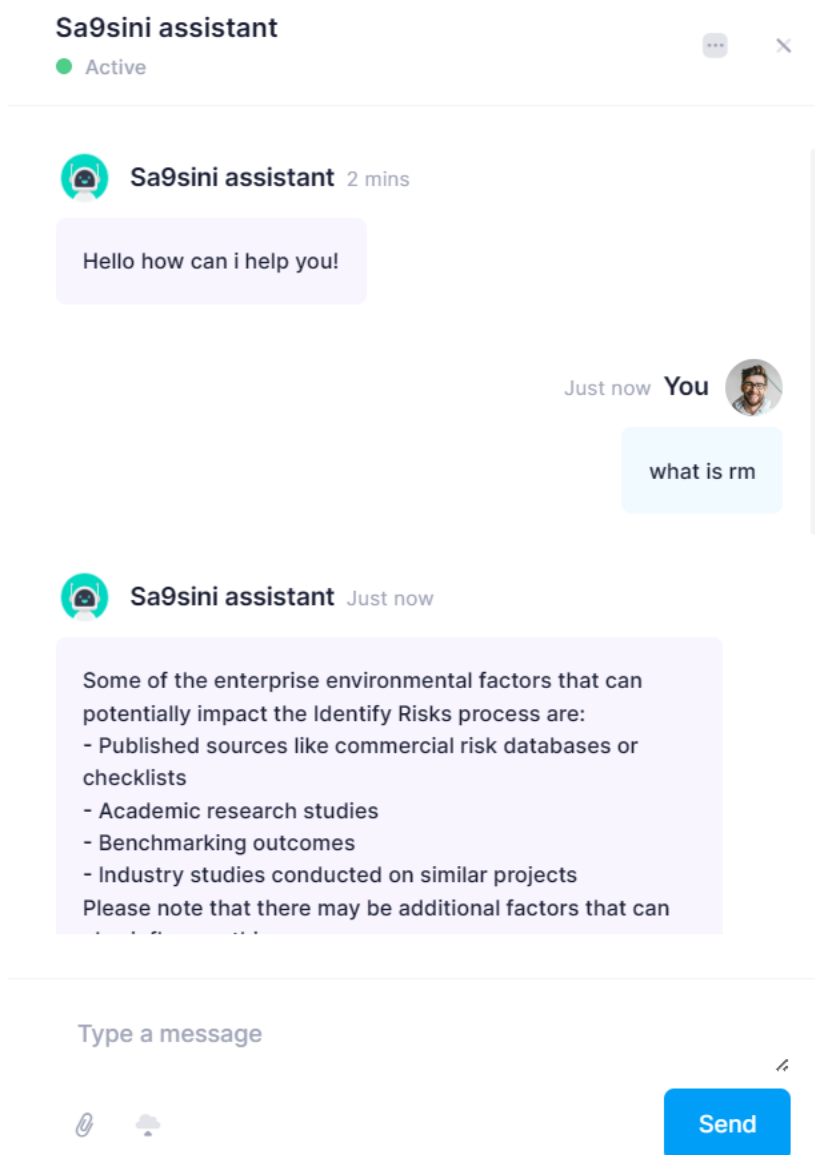 Sa9sini assistant
Active
Sa9sini assistant 2 mins
Hello how can i help you!
Just now You
what is rm
Sa9sini assistant Just now
Some of the enterprise environmental factors that can
potentially impact the Identify Risks process are:
- Published sources like commercial risk databases or
checklists
- Academic research studies
- Benchmarking outcomes
- Industry studies conducted on similar projects
Please note that there may be additional factors that can
Type a message
Send